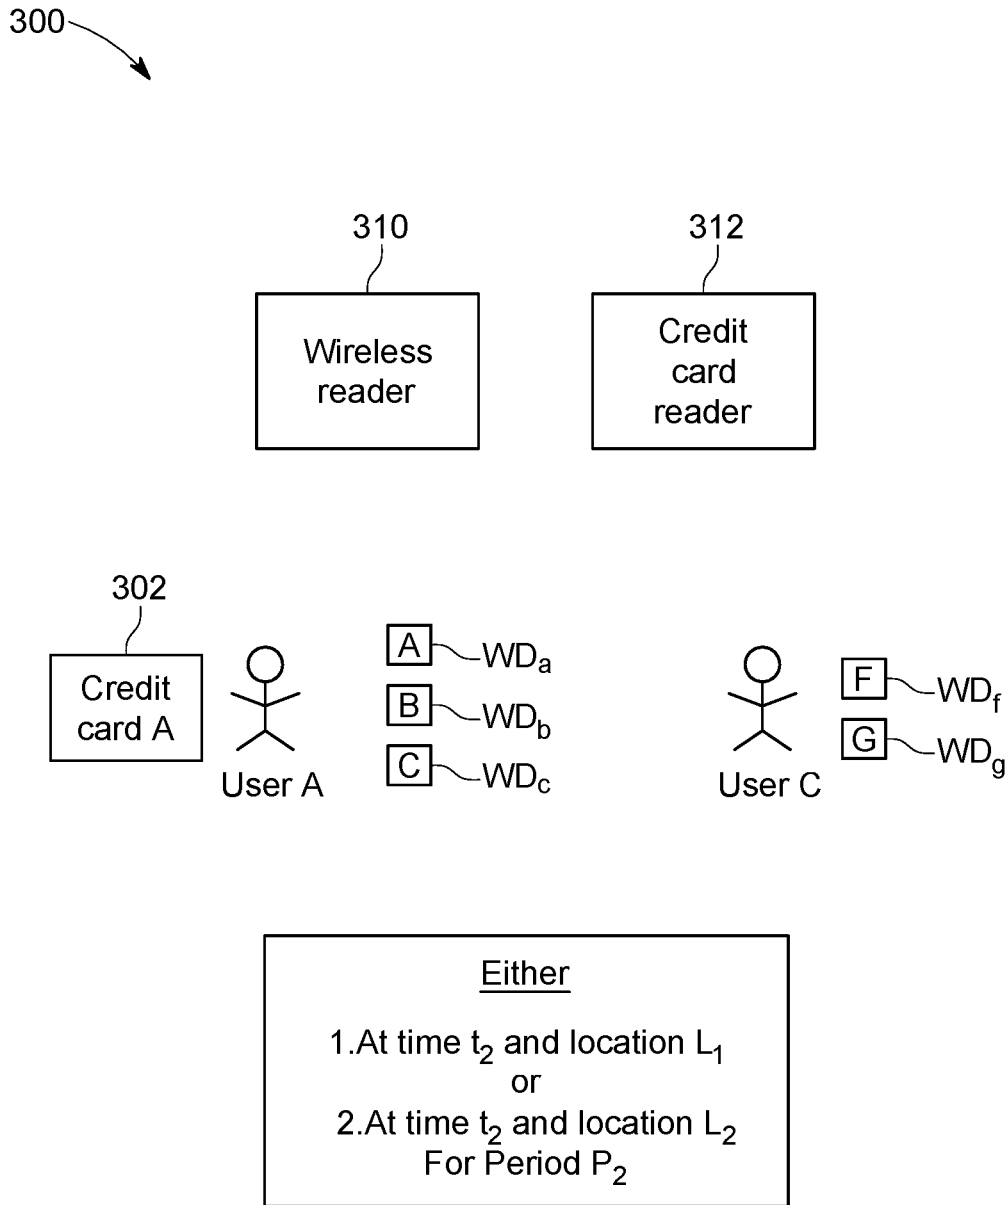 300
310
312
Wireless
reader
Credit
card
reader
302
Credit
card A
User A
A
WDa
B
WDb
C
WDc
User C
F
WDf
G
WDg
Either
1.At time t2 and location L1
or
2.At time t2 and location L2
For Period P2